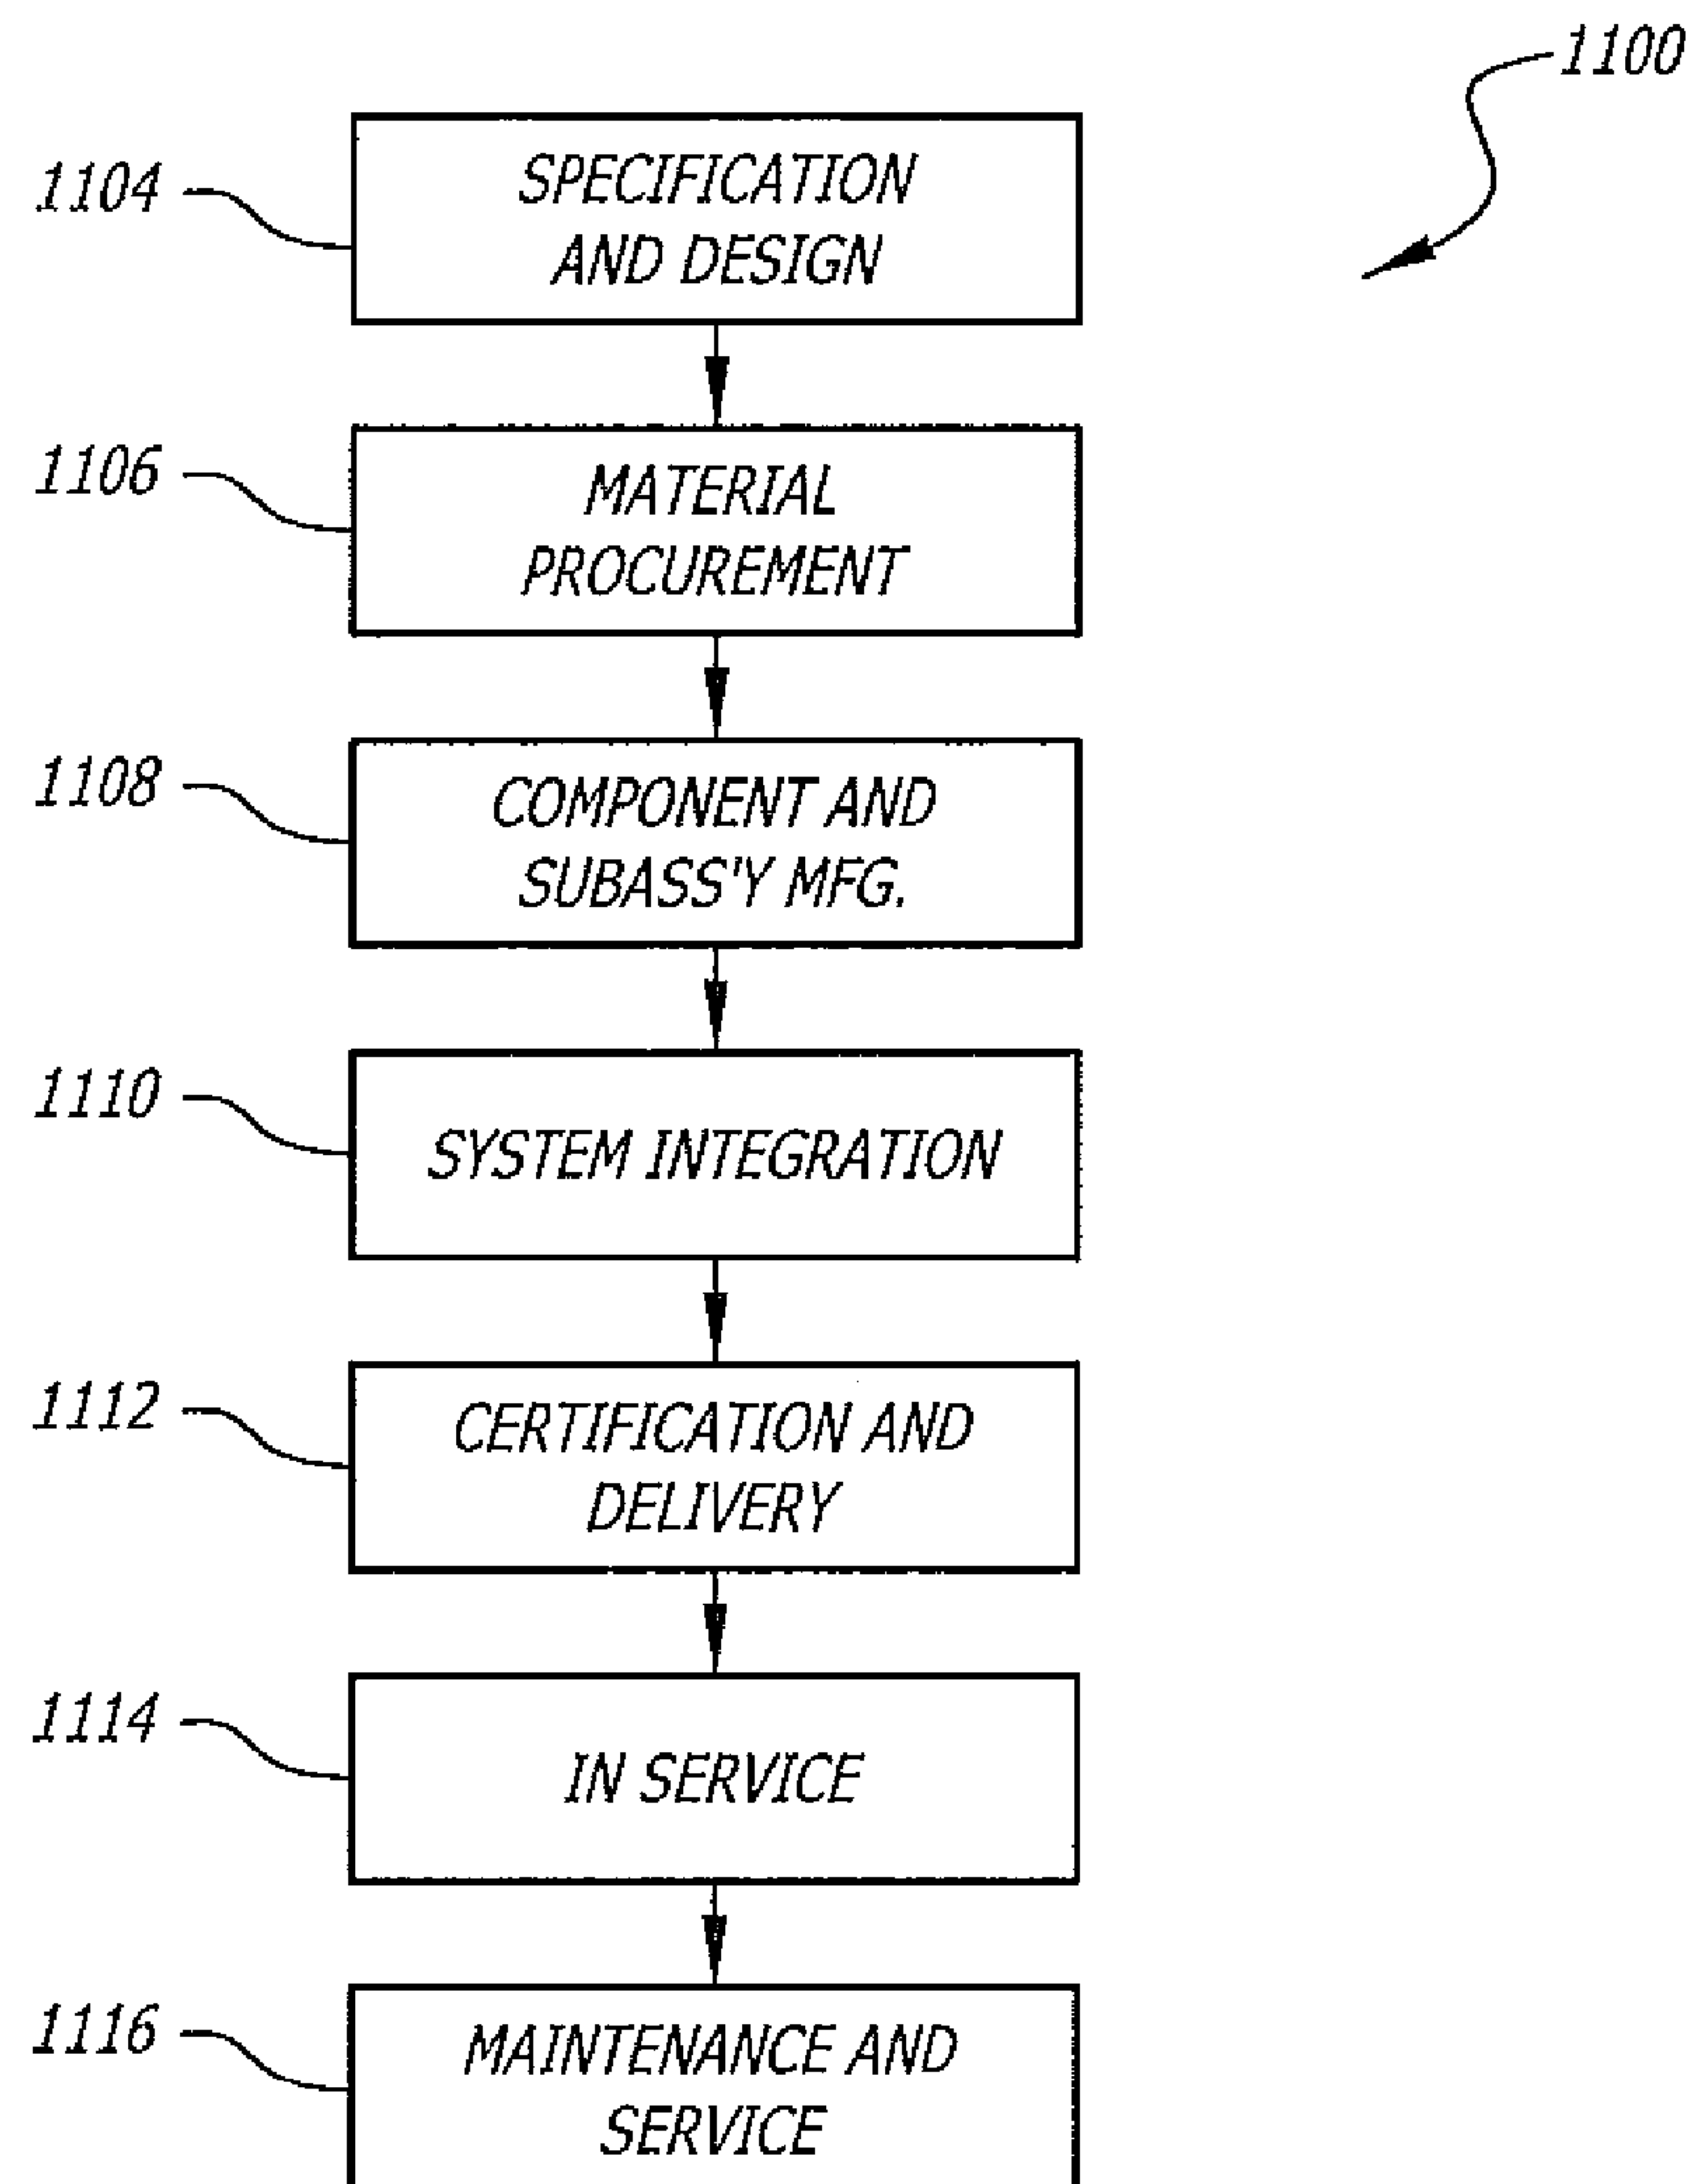 1100
1104
SPECIFICATION
AND DESIGN
1106
MATERIAL
PROCUREMENT
1108
COMPONENT AND
SUBASS'Y MFG.
1110
SYSTEM INTEGRATION
1112
CERTIFICATION AND
DELIVERY
1114
IN SERVICE
1116
MAINTENANCE AND
SERVICE